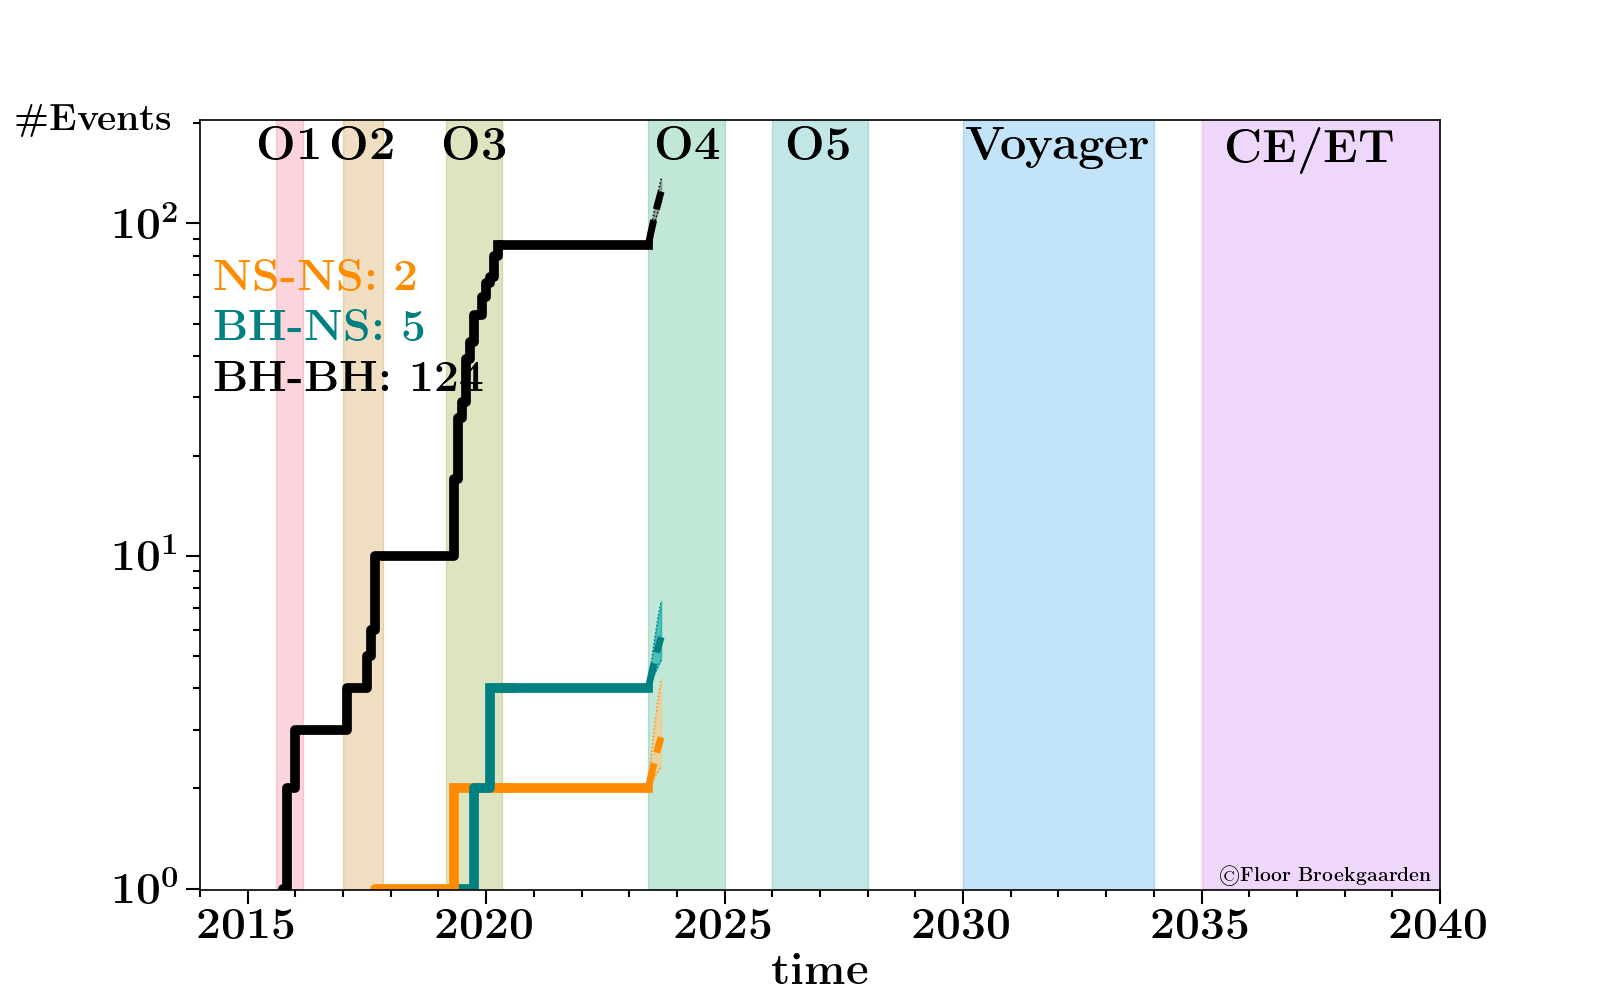 #Events
O1 O2 O3 O4 O5 Voyager CE/ET
10²
NS-NS: 2
BH-NS: 5
BH-BH: 124
10¹
10⁰
©Floor Broekgaarden
2015 2020 2025 2030 2035 2040
time